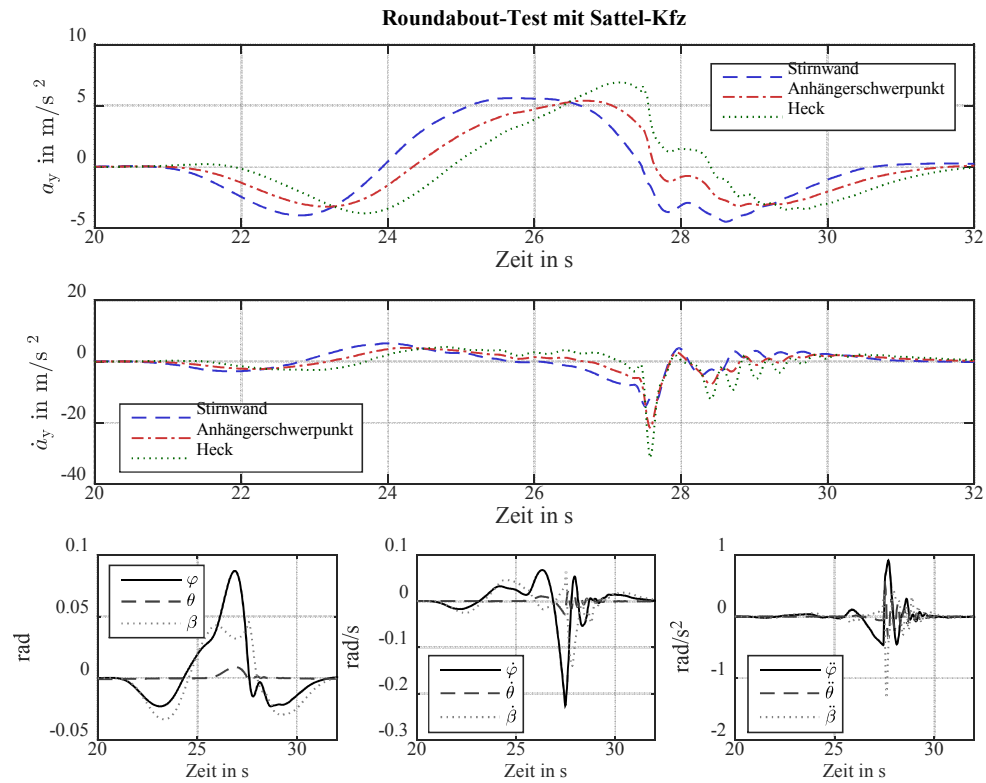 Roundabout-Test mit Sattel-Kfz
10
5
0
-5
a_y in m/s ²
Stirnwand
Anhängerschwerpunkt
Heck
20 22 24 26 28 30 32
Zeit in s
20
0
-20
-40
ȧ_y in m/s ²
Stirnwand
Anhängerschwerpunkt
Heck
20 22 24 26 28 30 32
Zeit in s
0.1
0.05
0
-0.05
rad
φ
θ
β
20 25 30
Zeit in s
0.1
0
-0.1
-0.2
-0.3
rad/s
φ̇
θ̇
β̇
20 25 30
Zeit in s
1
0
-1
-2
rad/s²
φ̈
θ̈
β̈
20 25 30
Zeit in s